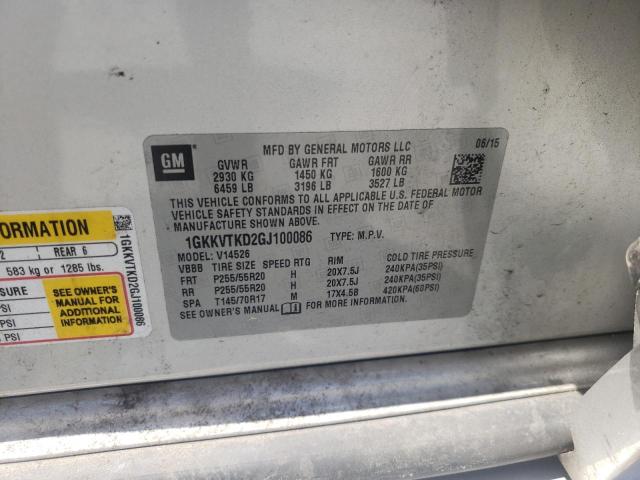 GM
MFD BY GENERAL MOTORS LLC
06/15
GVWR GAWR FRT GAWR RR
2930 KG 1450 KG 1600 KG
6459 LB 3196 LB 3527 LB
THIS VEHICLE CONFORMS TO ALL APPLICABLE U.S. FEDERAL MOTOR
VEHICLE SAFETY STANDARDS IN EFFECT ON THE DATE OF
MANUFACTURE SHOWN ABOVE.
1GKKVTKD2GJ100086 TYPE: M.P.V.
MODEL: V14526
VBBB TIRE SIZE SPEED RTG RIM COLD TIRE PRESSURE
FRT P255/55R20 H 20X7.5J 240KPA(35PSI)
RR P255/55R20 H 20X7.5J 240KPA(35PSI)
SPA T145/70R17 M 17X4.5B 420KPA(60PSI)
SEE OWNER'S MANUAL FOR MORE INFORMATION.
FORMATION
2 REAR 6
583 kg or 1285 lbs.
SURE
PSI
PSI
PSI
SEE OWNER'S
MANUAL FOR
ADDITIONAL
INFORMATION
1GKKVTKD2GJ100086